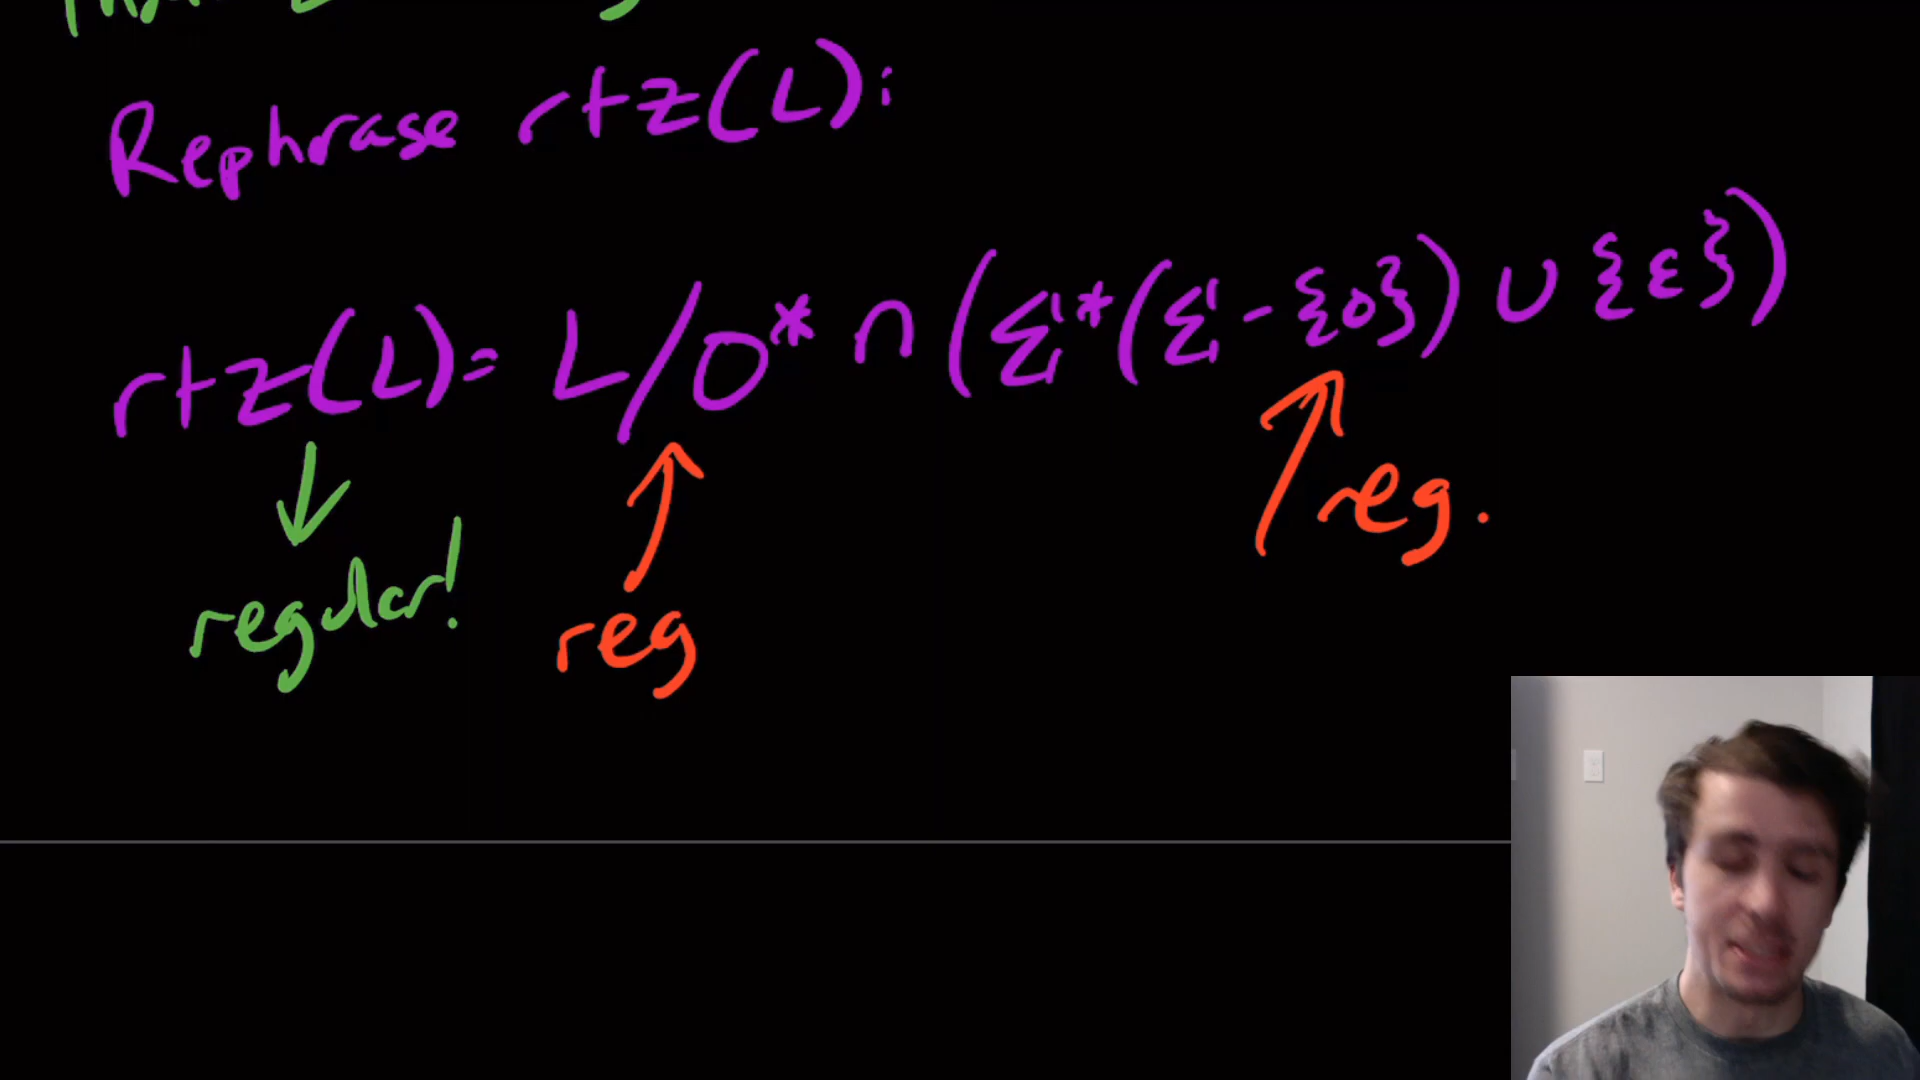 Rephrase rtz(L):
rtz(L)= L/0* ∩ (Σ*(Σ-{0}) ∪ {ε})
reg.
regular!
reg